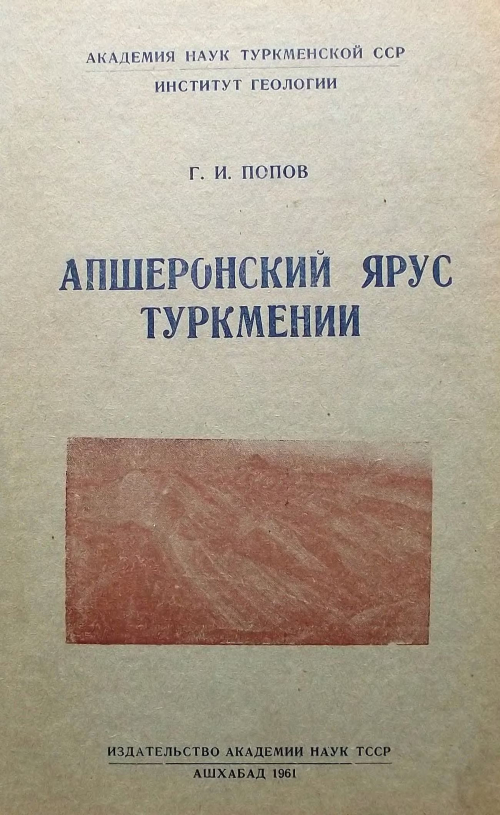 АКАДЕМИЯ НАУК ТУРКМЕНСКОЙ ССР
ИНСТИТУТ ГЕОЛОГИИ
Г. И. ПОПОВ
АПШЕРОНСКИЙ ЯРУС
ТУРКМЕНИИ
ИЗДАТЕЛЬСТВО АКАДЕМИИ НАУК ТССР
АШХАБАД 1961